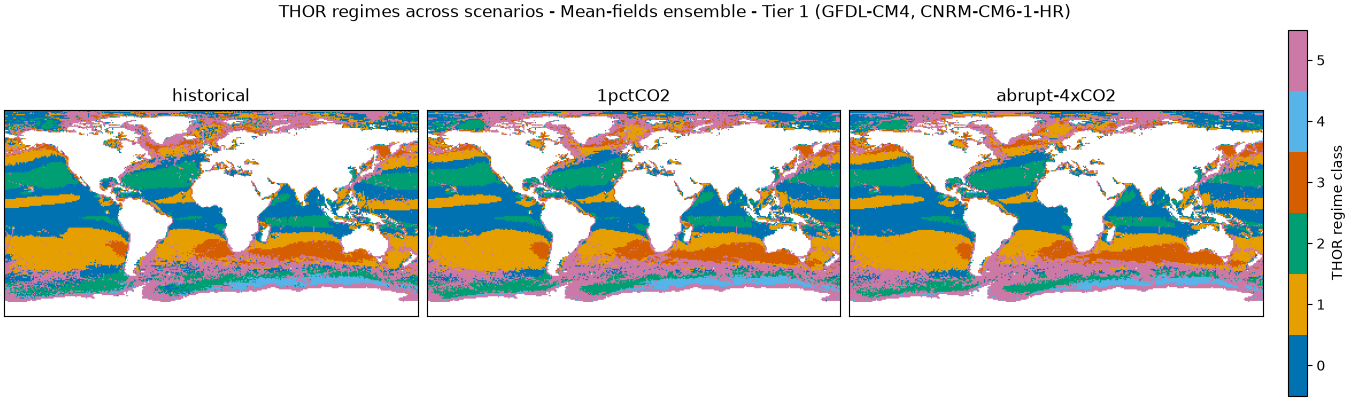 THOR regimes across scenarios - Mean-fields ensemble - Tier 1 (GFDL-CM4, CNRM-CM6-1-HR)
historical
1pctCO2
abrupt-4xCO2
5
4
3
2
1
0
THOR regime class